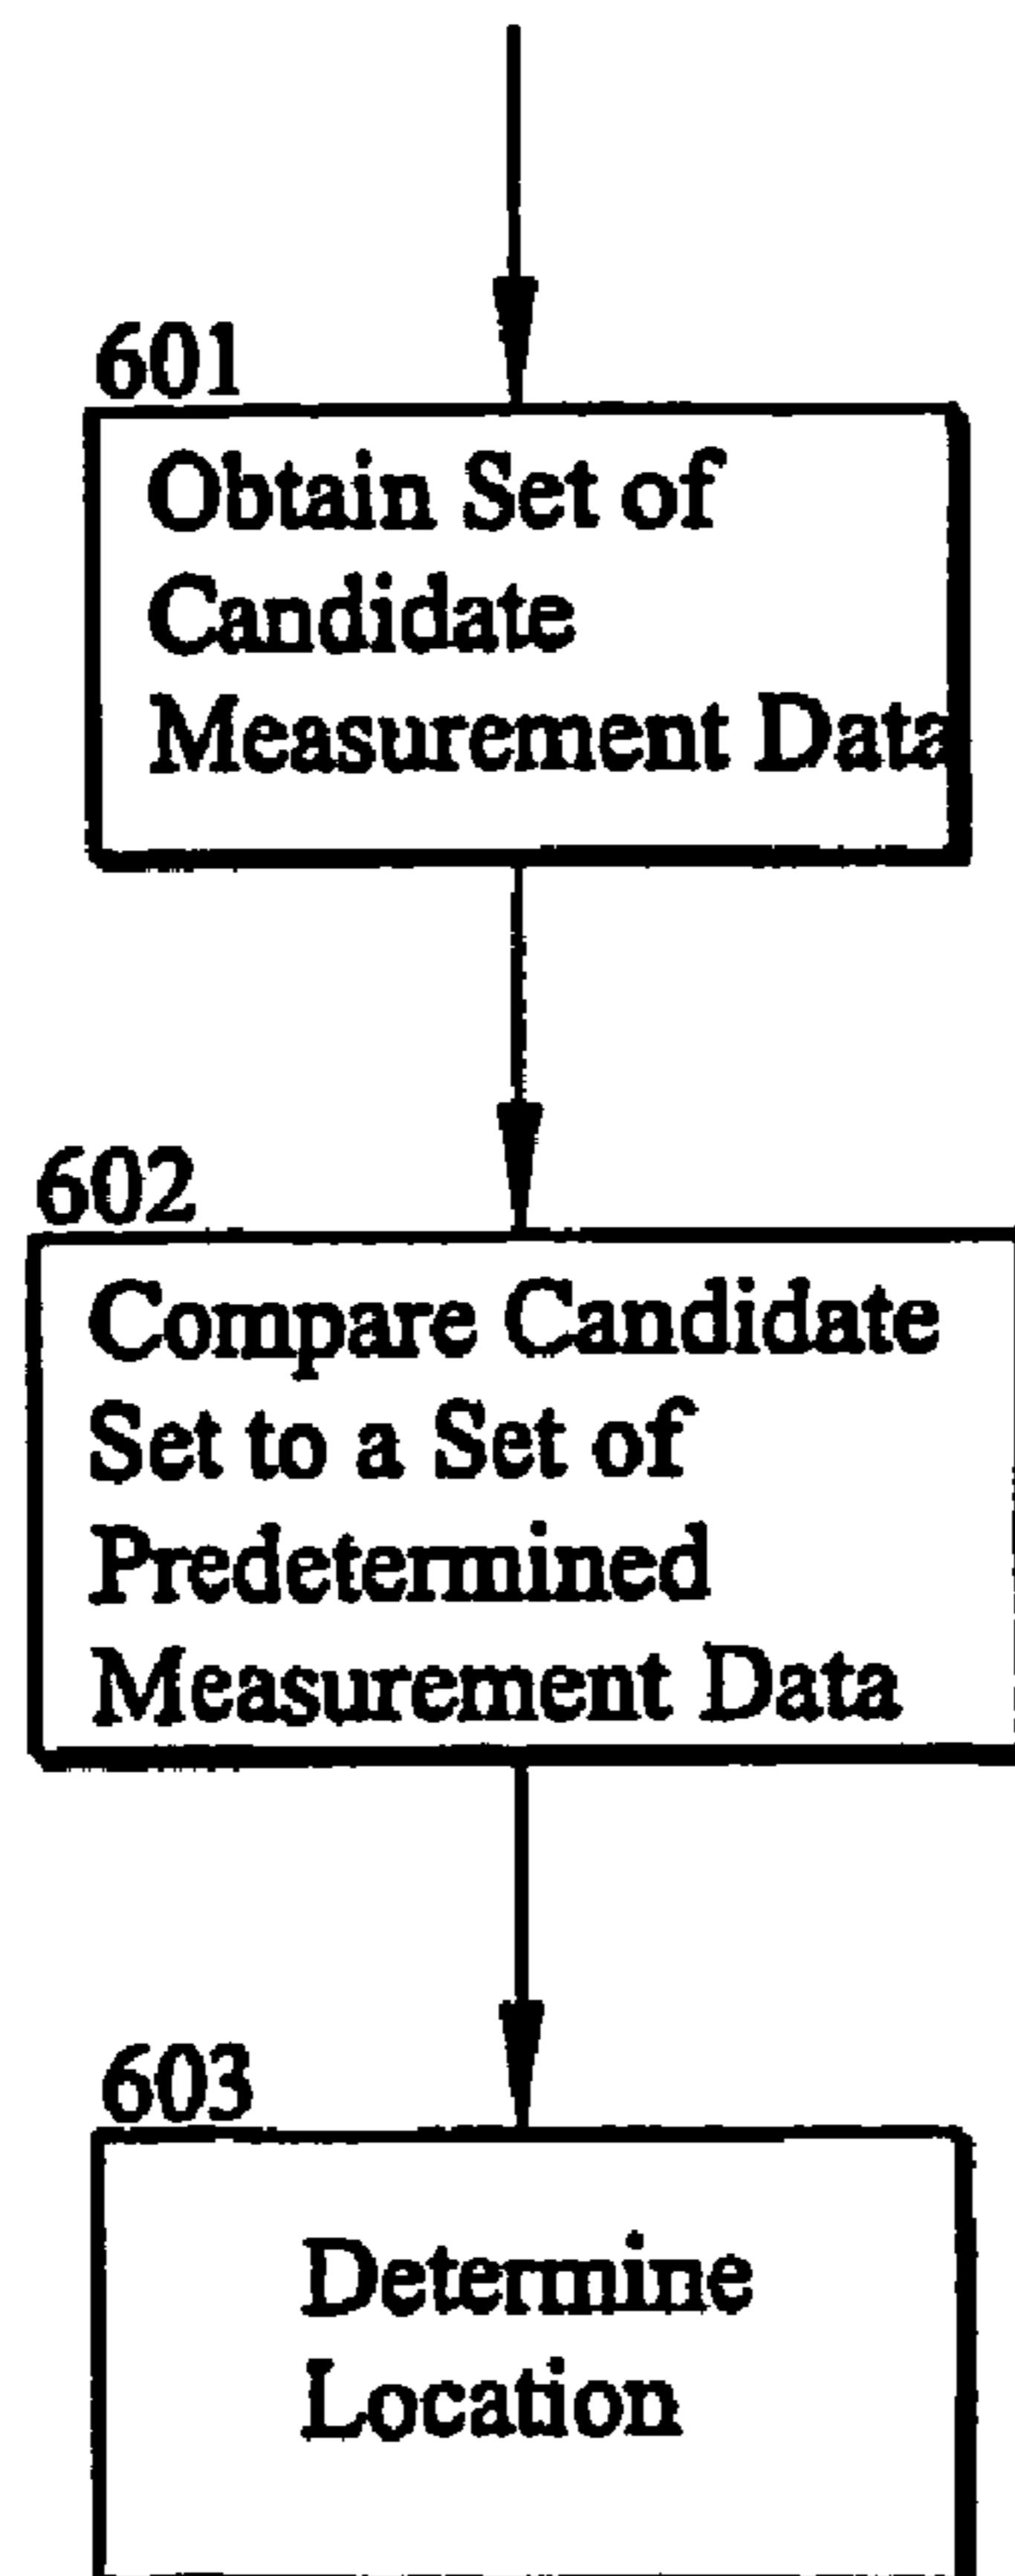 601
Obtain Set of
Candidate
Measurement Data
602
Compare Candidate
Set to a Set of
Predetermined
Measurement Data
603
Determine
Location